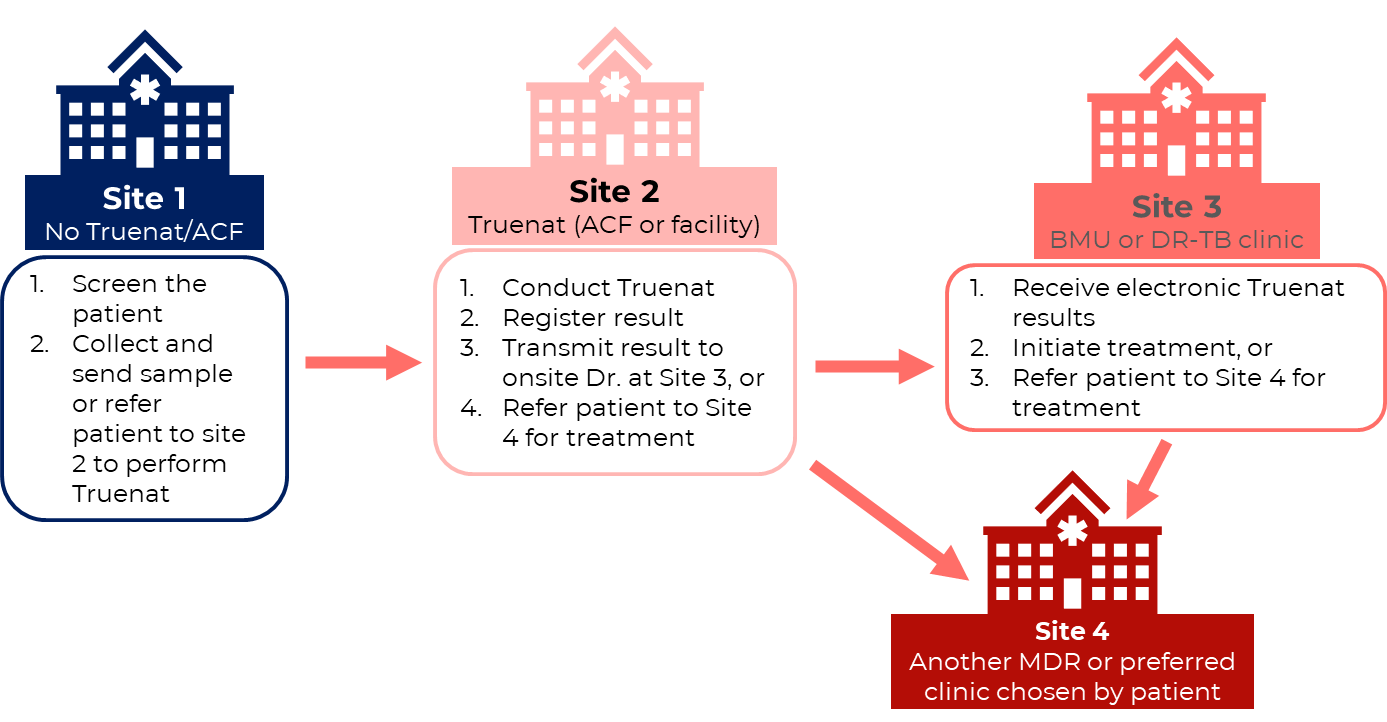 Site 1
No Truenat/ACF
1. Screen the
patient
2. Collect and
send sample
or refer
patient to site
2 to perform
Truenat
Site 2
Truenat (ACF or facility)
1. Conduct Truenat
2. Register result
3. Transmit result to
onsite Dr. at Site 3, or
4. Refer patient to Site
4 for treatment
Site 3
BMU or DR-TB clinic
1. Receive electronic Truenat
results
2. Initiate treatment, or
3. Refer patient to Site 4 for
treatment
Site 4
Another MDR or preferred
clinic chosen by patient